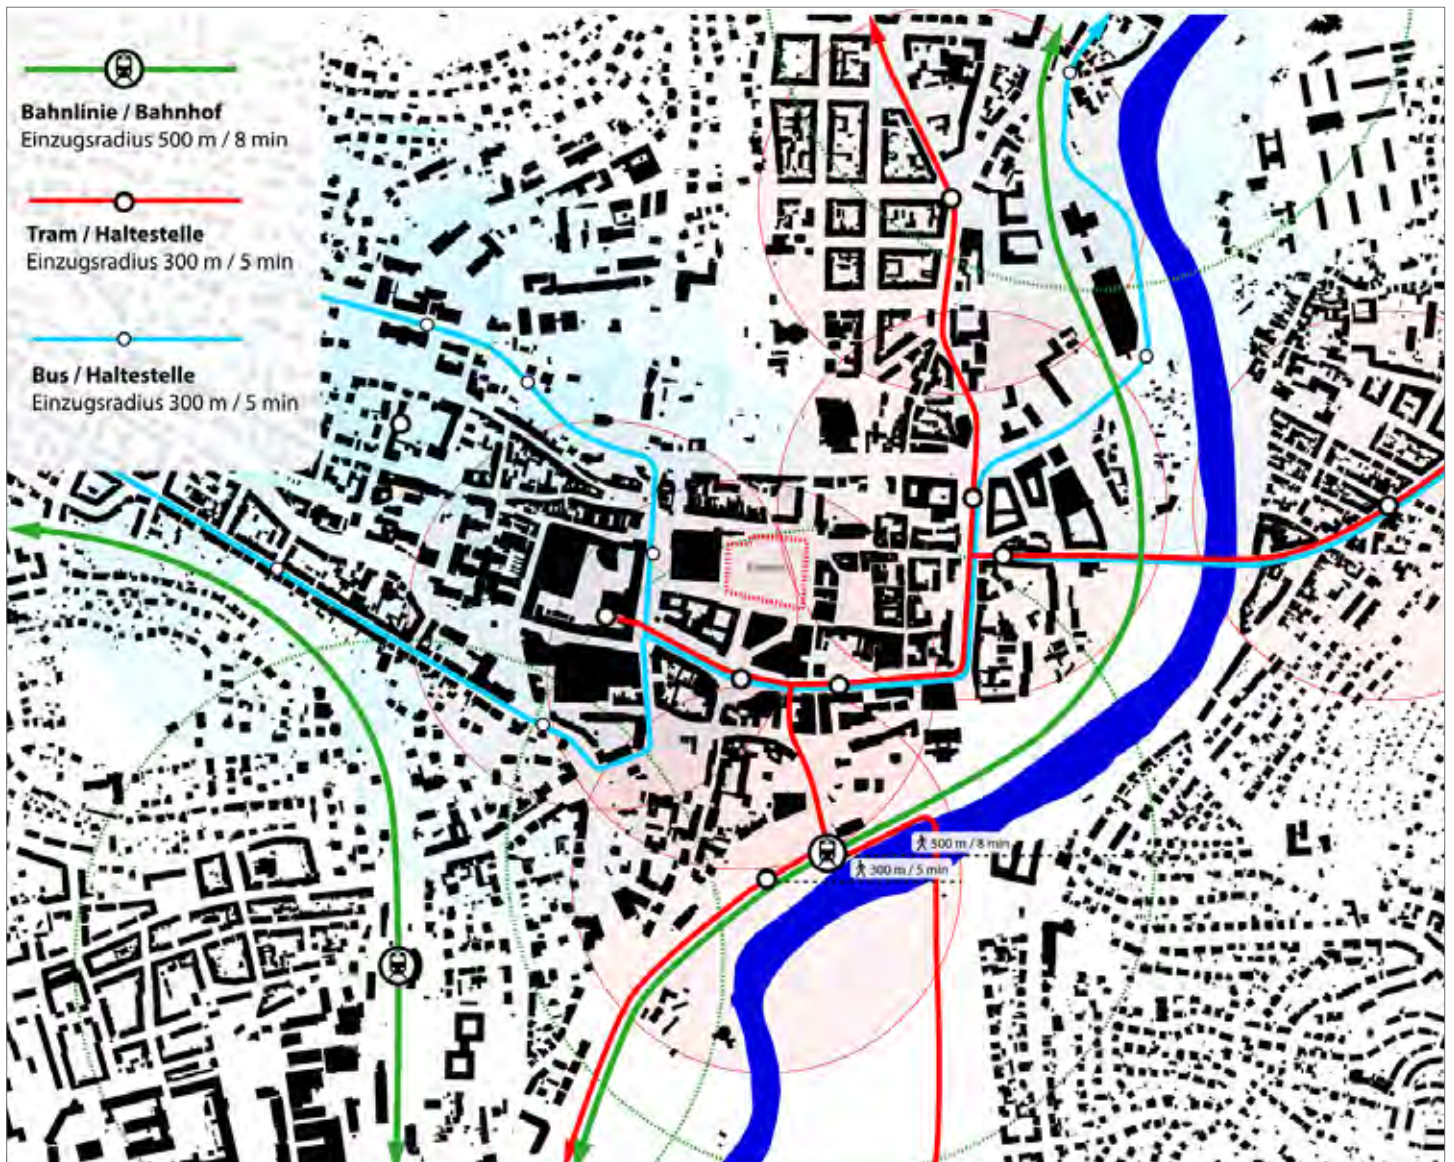 Bahnlinie / Bahnhof
Einzugsradius 500 m / 8 min
Tram / Haltestelle
Einzugsradius 300 m / 5 min
Bus / Haltestelle
Einzugsradius 300 m / 5 min
500 m / 8 min
300 m / 5 min